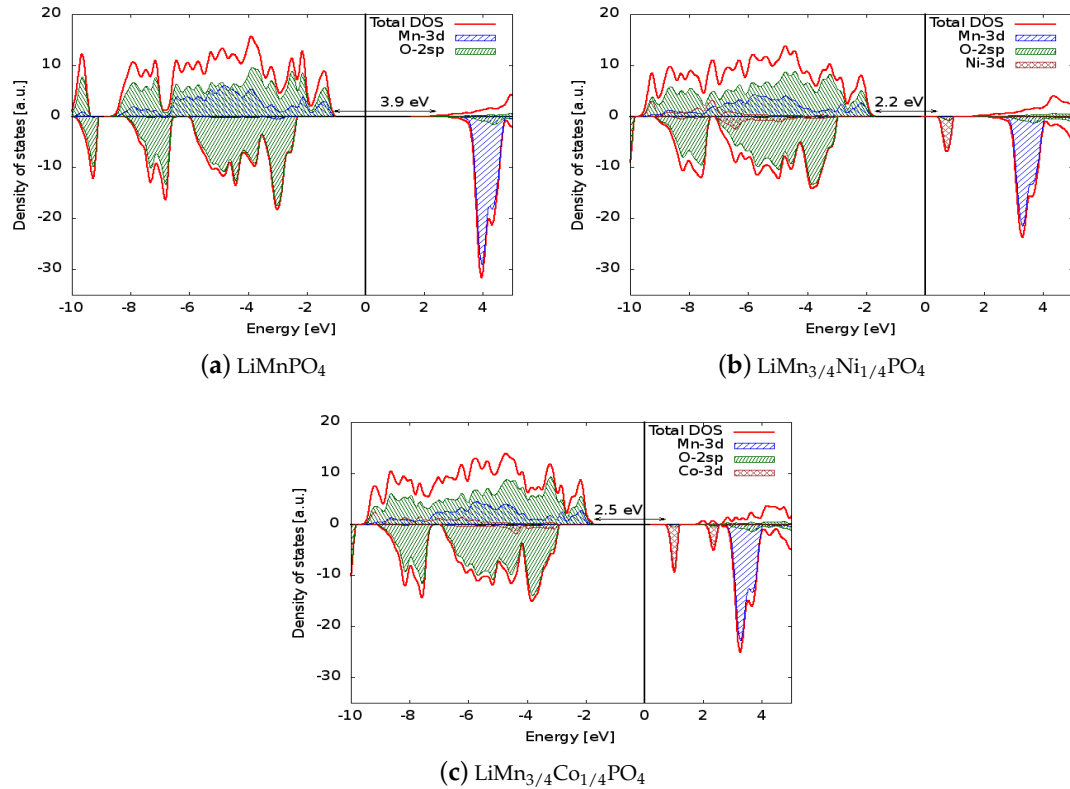 20
10
0
-10
-20
-30
-10
-8
-6
-4
-2
0
2
4
Density of states [a.u.]
Energy [eV]
Total DOS
Mn-3d
O-2sp
3.9 eV
(a) LiMnPO₄
20
10
0
-10
-20
-30
-10
-8
-6
-4
-2
0
2
4
Density of states [a.u.]
Energy [eV]
Total DOS
Mn-3d
O-2sp
Ni-3d
2.2 eV
(b) LiMn₃/₄Ni₁/₄PO₄
20
10
0
-10
-20
-30
-10
-8
-6
-4
-2
0
2
4
Density of states [a.u.]
Energy [eV]
Total DOS
Mn-3d
O-2sp
Co-3d
2.5 eV
(c) LiMn₃/₄Co₁/₄PO₄